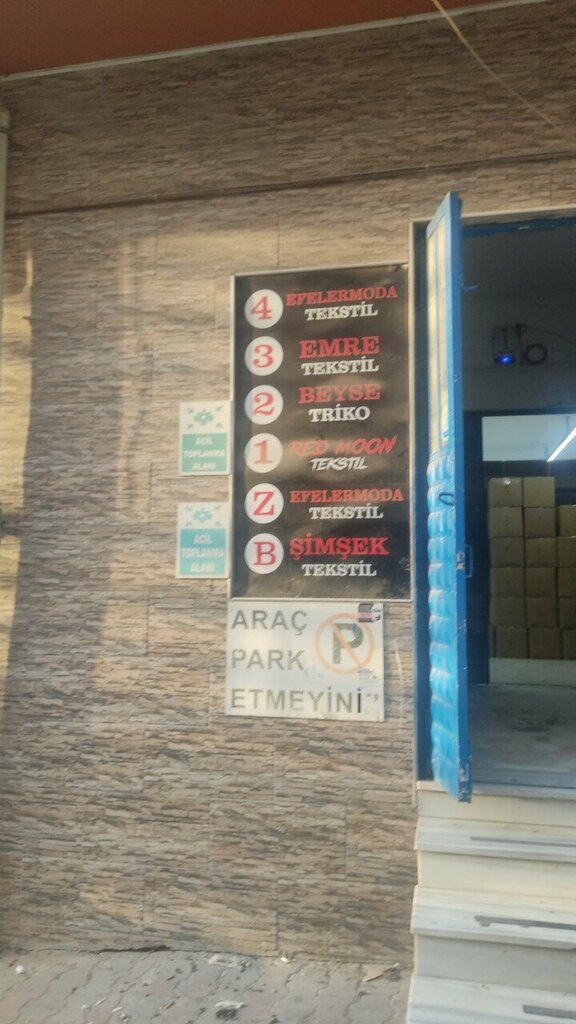 4 EFELERMODA
TEKSTİL
3 EMRE
TEKSTİL
2 BEYSE
TRİKO
1 RED MOON
TEKSTİL
Z EFELERMODA
TEKSTİL
B ŞİMŞEK
TEKSTİL
ACİL
TOPLANMA
ALANI
ACİL
TOPLANMA
ALANI
ARAÇ
PARK P
ETMEYİNİ